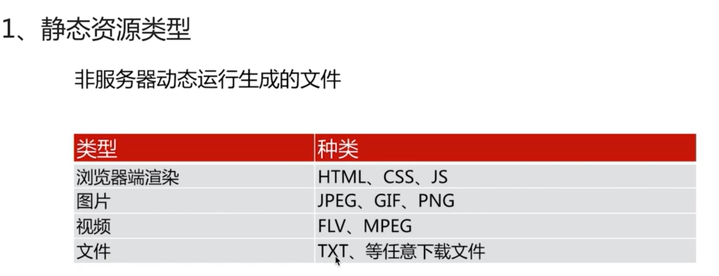 1、静态资源类型
非服务器动态运行生成的文件
类型 种类
浏览器端渲染 HTML、CSS、JS
图片 JPEG、GIF、PNG
视频 FLV、MPEG
文件 TXT、等任意下载文件